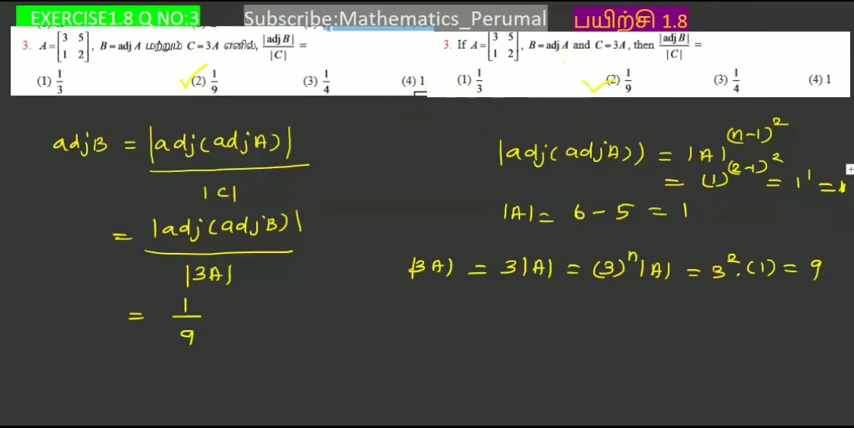 EXERCISE1.8 Q NO:3 Subscribe:Mathematics_Perumal பயிற்சி 1.8
3. A = [3 5; 1 2], B = adj A மற்றும் C = 3A எனில், |adj B| / |C| =
(1) 1/3 (2) 1/9 (3) 1/4 (4) 1
3. If A = [3 5; 1 2], B = adj A and C = 3A, then |adj B| / |C| =
(1) 1/3 (2) 1/9 (3) 1/4 (4) 1
adjB = |adj(adjA)| / |C|
= |adj(adjB)| / |3A|
= 1/9
|adj(adjA)) = |A|^(n-1)^2
= (1)^(2-1)^2 = 1^1 =
|A| = 6 - 5 = 1
|3A) = 3|A| = (3)^n |A| = 3^2 . (1) = 9